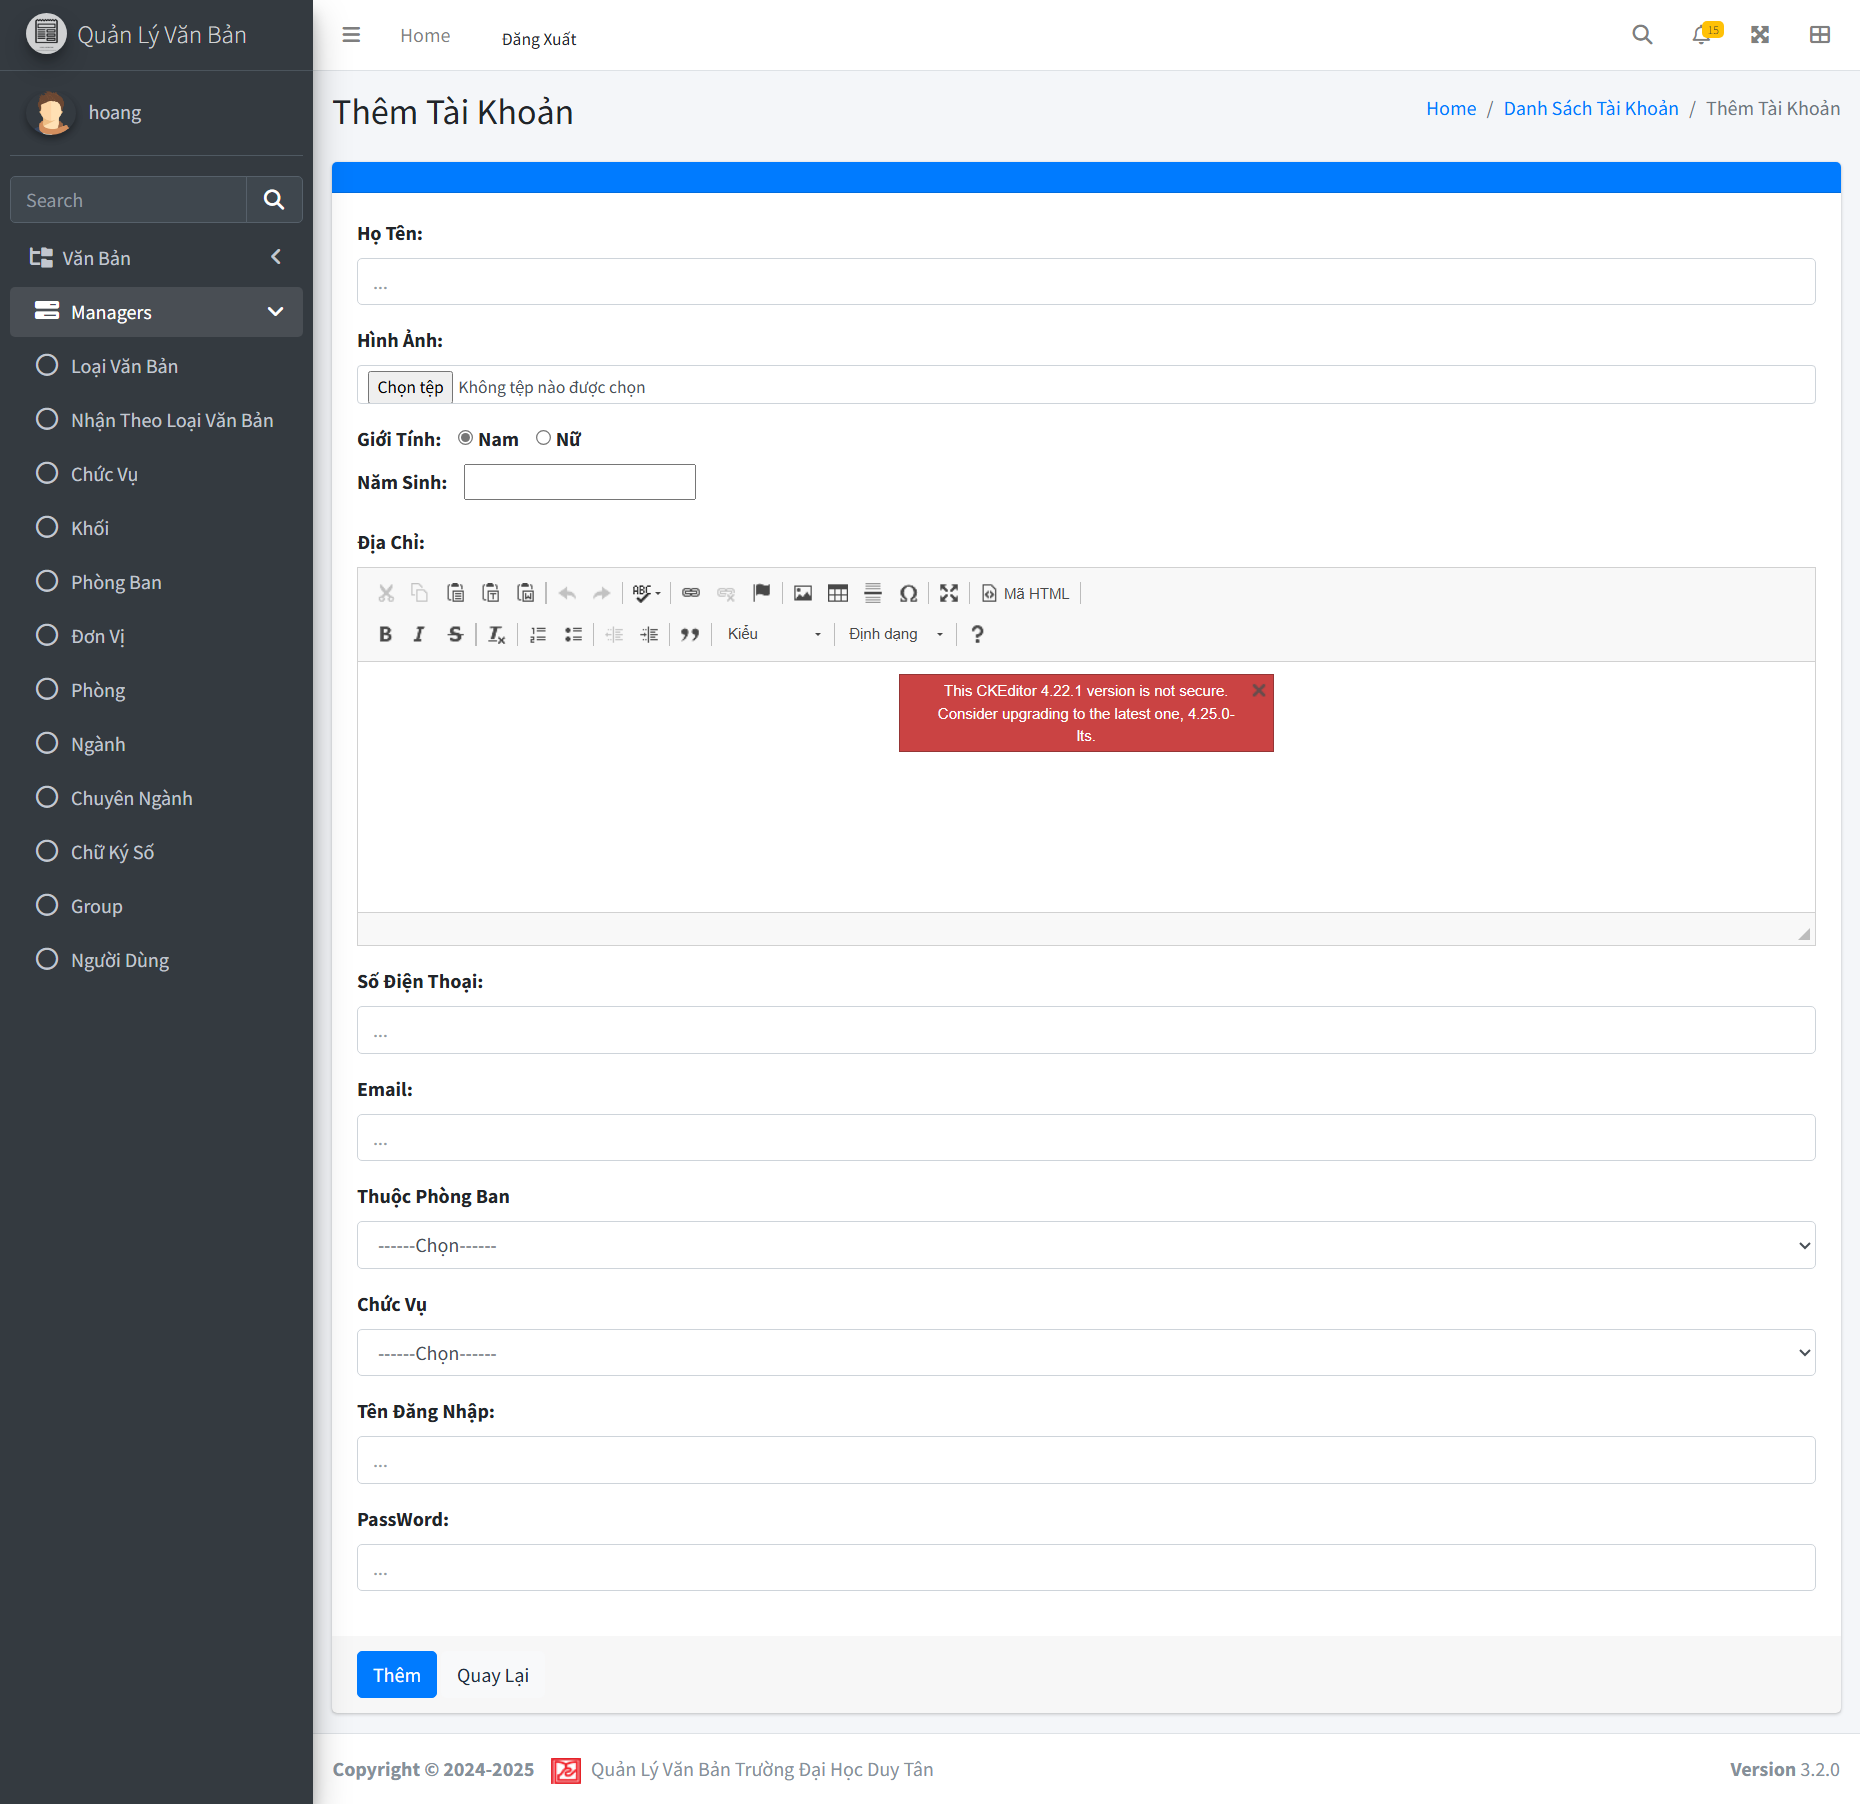 Quản Lý Văn Bản
Home
Đăng Xuất
15
hoang
Search
Văn Bản
Managers
Loại Văn Bản
Nhận Theo Loại Văn Bản
Chức Vụ
Khối
Phòng Ban
Đơn Vị
Phòng
Ngành
Chuyên Ngành
Chữ Ký Số
Group
Người Dùng
Thêm Tài Khoản
Home / Danh Sách Tài Khoản / Thêm Tài Khoản
Họ Tên:
...
Hình Ảnh:
Chọn tệp Không tệp nào được chọn
Giới Tính: Nam Nữ
Năm Sinh:
Địa Chỉ:
ABC
Mã HTML
B I S Tx
Kiểu
Định dạng
?
This CKEditor 4.22.1 version is not secure.
Consider upgrading to the latest one, 4.25.0-
lts.
Số Điện Thoại:
...
Email:
...
Thuộc Phòng Ban
------Chọn------
Chức Vụ
------Chọn------
Tên Đăng Nhập:
...
PassWord:
...
Thêm
Quay Lại
Copyright © 2024-2025 Quản Lý Văn Bản Trường Đại Học Duy Tân
Version 3.2.0